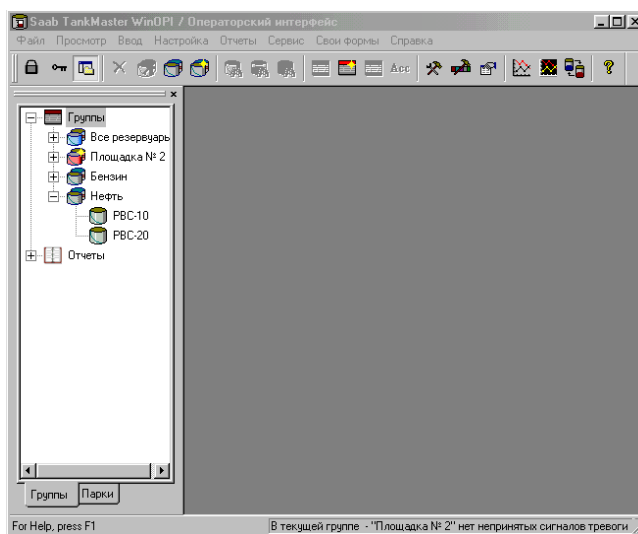 Saab TankMaster WinOPI / Операторский интерфейс
Файл Просмотр Ввод Настройка Отчеты Сервис Свои формы Справка
Acc
Группы
Все резервуарь
Площадка № 2
Бензин
Нефть
РВС-10
РВС-20
Отчеты
Группы Парки
For Help, press F1 В текущей группе - "Площадка № 2" нет непринятых сигналов тревоги